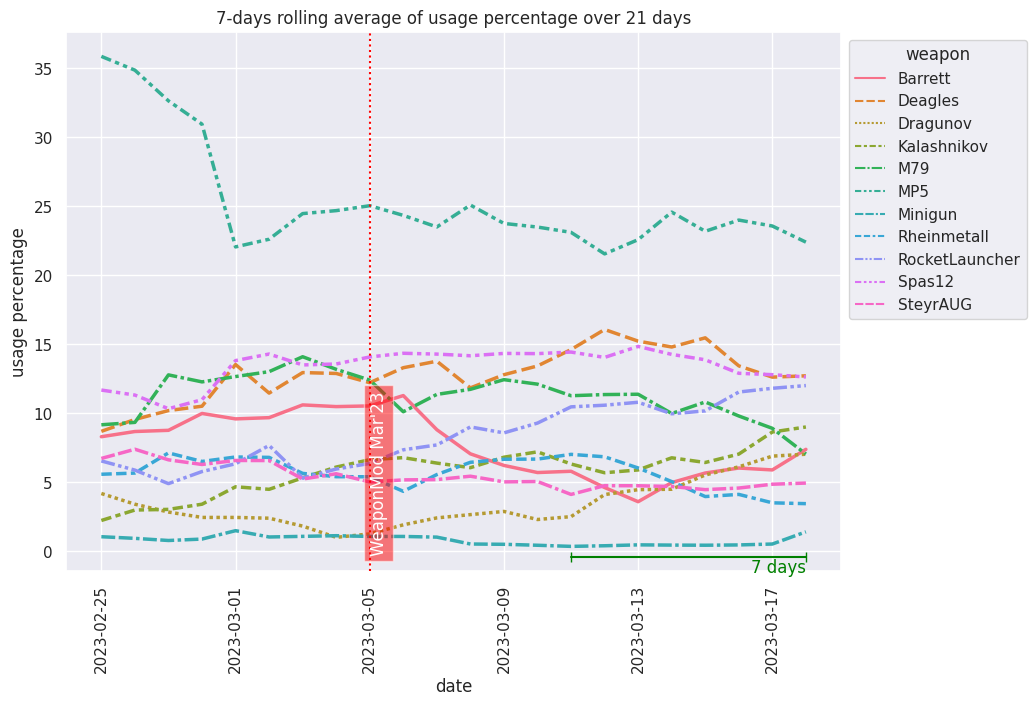 7-days rolling average of usage percentage over 21 days
usage percentage
35
30
25
20
15
10
5
0
WeaponMod Mar'23
7 days
2023-02-25
2023-03-01
2023-03-05
2023-03-09
2023-03-13
2023-03-17
date
weapon
Barrett
Deagles
Dragunov
Kalashnikov
M79
MP5
Minigun
Rheinmetall
RocketLauncher
Spas12
SteyrAUG